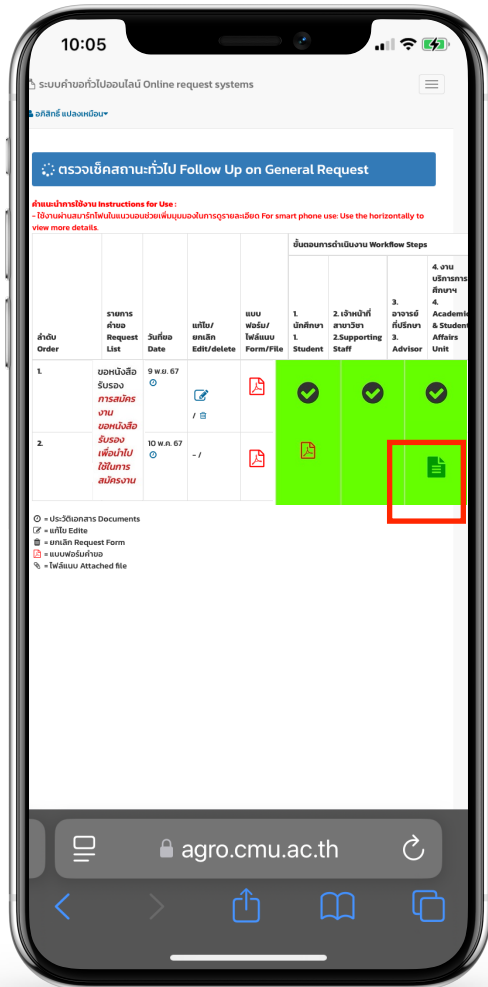 10:05
ระบบคำขอทั่วไปออนไลน์ Online request systems
อภิสิทธิ์ แปลงเหมือน
ตรวจเช็คสถานะทั่วไป Follow Up on General Request
คำแนะนำการใช้งาน Instructions for Use :
- ใช้งานผ่านสมาร์ทโฟนในแนวนอนช่วยเพิ่มมุมมองในการดูรายละเอียด For smart phone use: Use the horizontally to
view more details.
ขั้นตอนการดำเนินงาน Workflow Steps
ลำดับ
Order
รายการ
คำขอ
Request
List
วันที่ขอ
Date
แก้ไข/
ยกเลิก
Edit/delete
แบบ
ฟอร์ม/
ไฟล์แนบ
Form/File
1.
นักศึกษา
1.
Student
2. เจ้าหน้าที่
สาขาวิชา
2.Supporting
Staff
3.
อาจารย์
ที่ปรึกษา
3.
Advisor
4. งาน
บริการการ
ศึกษาฯ
4.
Academic
& Student
Affairs
Unit
1.
ขอหนังสือ
รับรอง
การสมัคร
งาน
9 พ.ย. 67
/
2.
ขอหนังสือ
รับรอง
เพื่อนำไป
ใช้ในการ
สมัครงาน
10 พ.ค. 67
- /
= ประวัติเอกสาร Documents
= แก้ไข Edite
= ยกเลิก Request Form
= แบบฟอร์มคำขอ
= ไฟล์แนบ Attached file
agro.cmu.ac.th